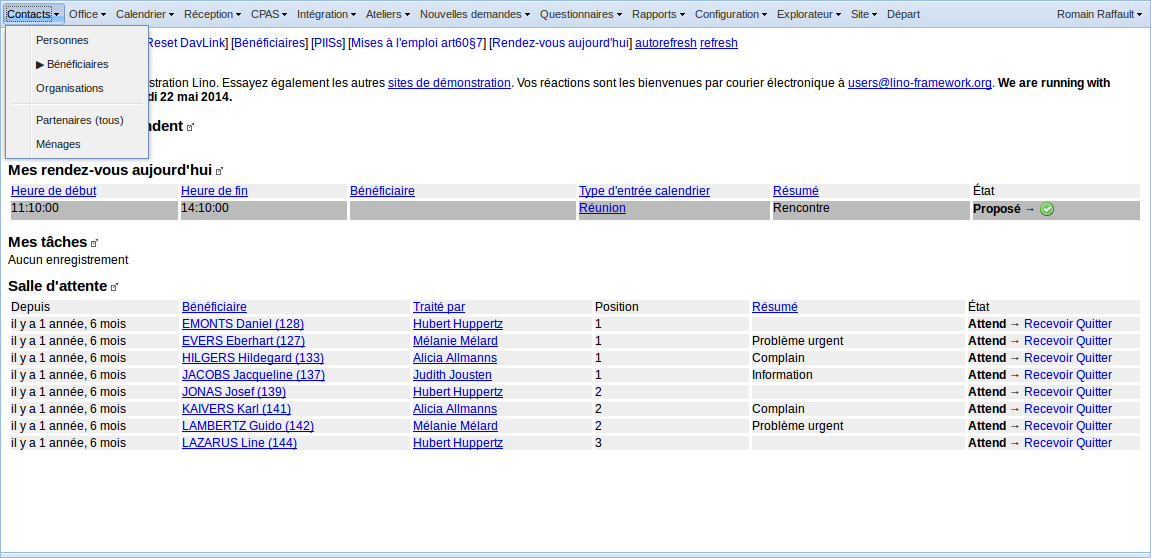 Contacts Office Calendrier Réception CPAS Intégration Ateliers Nouvelles demandes Questionnaires Rapports Configuration Explorateur Site Départ Romain Raffault
Personnes
▶ Bénéficiaires
Organisations
Partenaires (tous)
Ménages
Reset DavLink] [Bénéficiaires] [PIISs] [Mises à l'emploi art60§7] [Rendez-vous aujourd'hui] autorefresh refresh
stration Lino. Essayez également les autres sites de démonstration. Vos réactions sont les bienvenues par courier électronique à users@lino-framework.org. We are running with
di 22 mai 2014.
ndent
Mes rendez-vous aujourd'hui
Heure de début Heure de fin Bénéficiaire Type d'entrée calendrier Résumé État
11:10:00 14:10:00 Réunion Rencontre Proposé →
Mes tâches
Aucun enregistrement
Salle d'attente
Depuis Bénéficiaire Traité par Position Résumé État
il y a 1 année, 6 mois EMONTS Daniel (128) Hubert Huppertz 1 Attend → Recevoir Quitter
il y a 1 année, 6 mois EVERS Eberhart (127) Mélanie Mélard 1 Problème urgent Attend → Recevoir Quitter
il y a 1 année, 6 mois HILGERS Hildegard (133) Alicia Allmanns 1 Complain Attend → Recevoir Quitter
il y a 1 année, 6 mois JACOBS Jacqueline (137) Judith Jousten 1 Information Attend → Recevoir Quitter
il y a 1 année, 6 mois JONAS Josef (139) Hubert Huppertz 2 Attend → Recevoir Quitter
il y a 1 année, 6 mois KAIVERS Karl (141) Alicia Allmanns 2 Complain Attend → Recevoir Quitter
il y a 1 année, 6 mois LAMBERTZ Guido (142) Mélanie Mélard 2 Problème urgent Attend → Recevoir Quitter
il y a 1 année, 6 mois LAZARUS Line (144) Hubert Huppertz 3 Attend → Recevoir Quitter